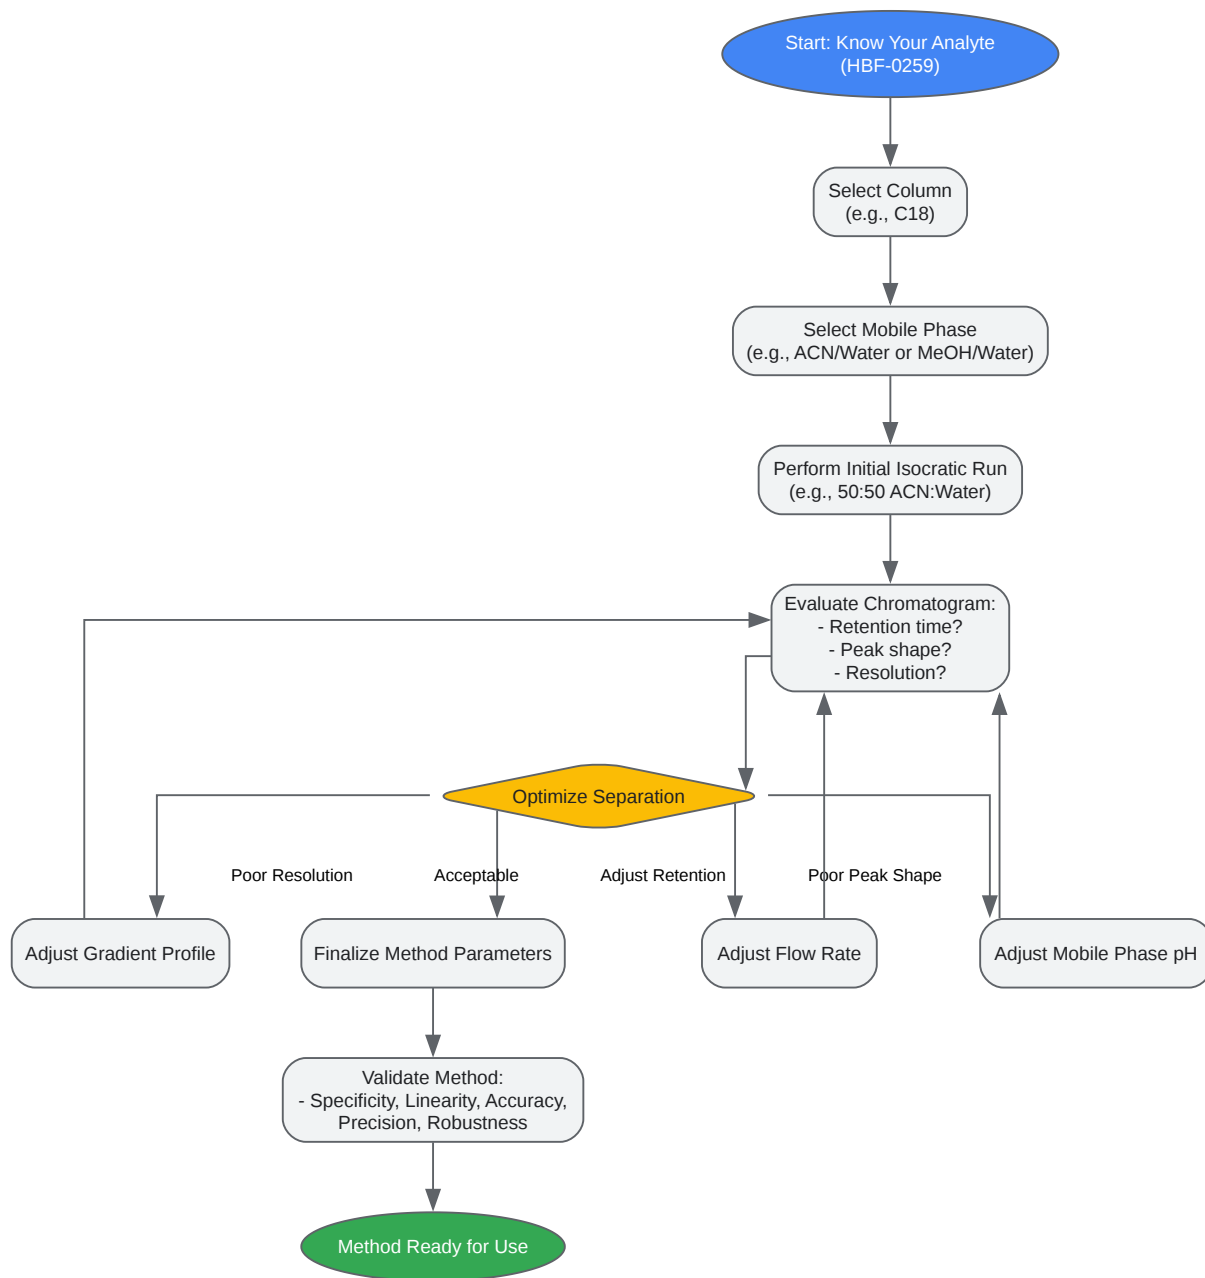 Start: Know Your Analyte
(HBF-0259)
Select Column
(e.g., C18)
Select Mobile Phase
(e.g., ACN/Water or MeOH/Water)
Perform Initial Isocratic Run
(e.g., 50:50 ACN:Water)
Evaluate Chromatogram:
- Retention time?
- Peak shape?
- Resolution?
Optimize Separation
Poor Resolution
Acceptable
Adjust Retention
Poor Peak Shape
Adjust Gradient Profile
Finalize Method Parameters
Adjust Flow Rate
Adjust Mobile Phase pH
Validate Method:
- Specificity, Linearity, Accuracy,
Precision, Robustness
Method Ready for Use